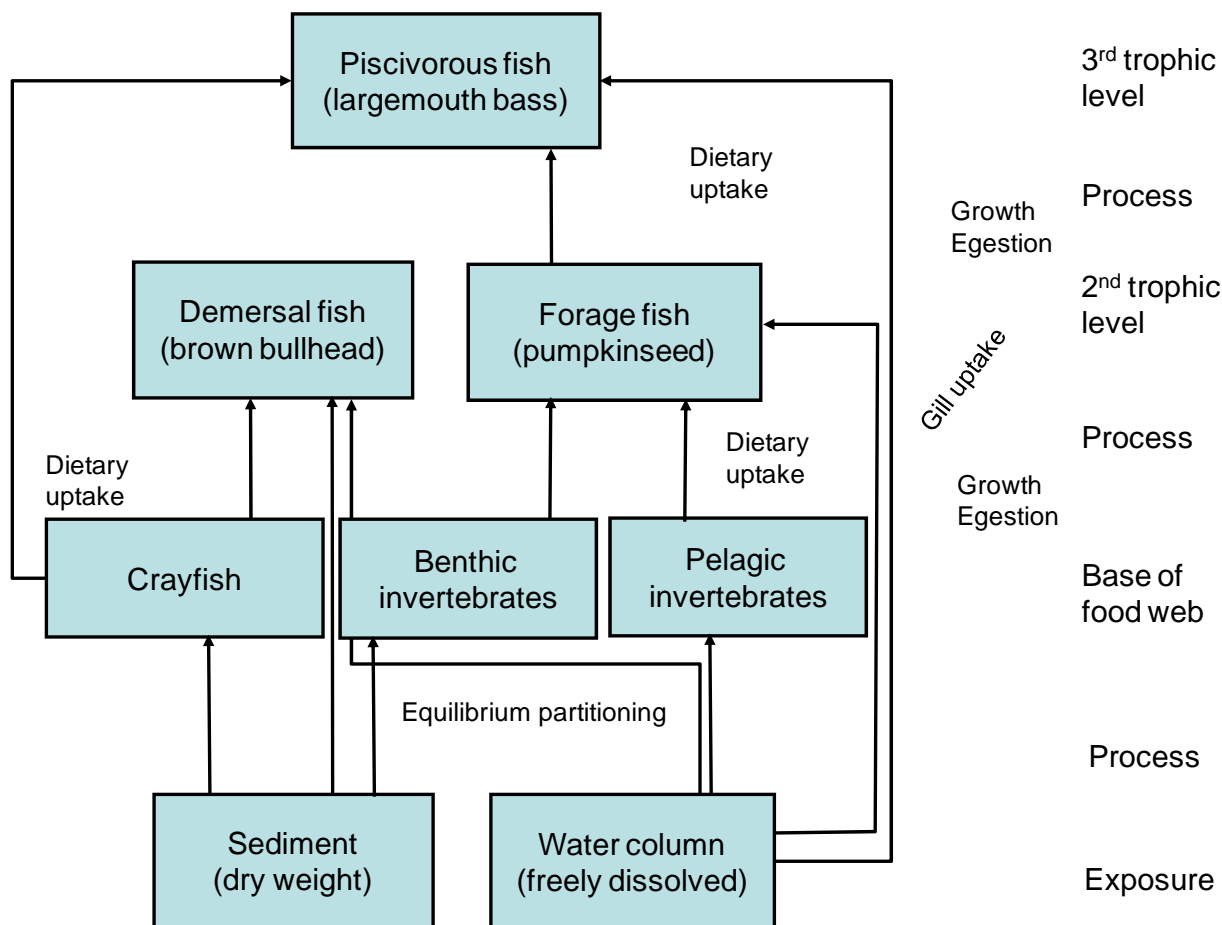 Piscivorous fish
(largemouth bass)
3rd trophic
level
Dietary
uptake
Process
Growth
Egestion
Demersal fish
(brown bullhead)
Forage fish
(pumpkinseed)
2nd trophic
level
Gill uptake
Dietary
uptake
Dietary
uptake
Process
Growth
Egestion
Crayfish
Benthic
invertebrates
Pelagic
invertebrates
Base of
food web
Equilibrium partitioning
Process
Sediment
(dry weight)
Water column
(freely dissolved)
Exposure